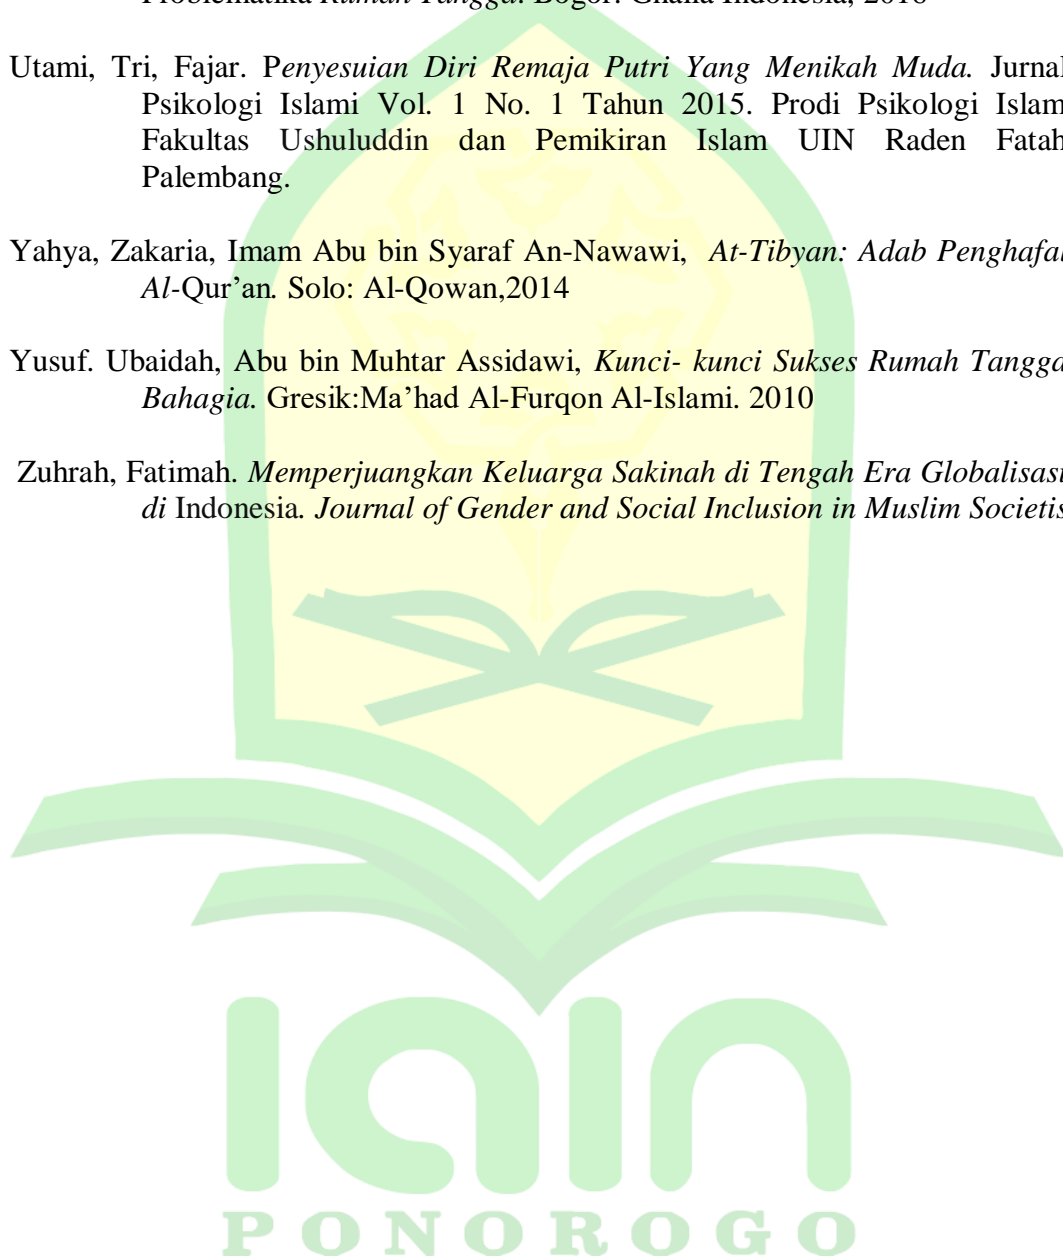 Problematika Rumah Tangga. Bogor: Ghalia Indonesia, 2010
Utami, Tri, Fajar. Penyesuian Diri Remaja Putri Yang Menikah Muda. Jurnal
Psikologi Islami Vol. 1 No. 1 Tahun 2015. Prodi Psikologi Islam
Fakultas Ushuluddin dan Pemikiran Islam UIN Raden Fatah
Palembang.
Yahya, Zakaria, Imam Abu bin Syaraf An-Nawawi, At-Tibyan: Adab Penghafal
Al-Qur’an. Solo: Al-Qowan,2014
Yusuf. Ubaidah, Abu bin Muhtar Assidawi, Kunci- kunci Sukses Rumah Tangga
Bahagia. Gresik:Ma’had Al-Furqon Al-Islami. 2010
Zuhrah, Fatimah. Memperjuangkan Keluarga Sakinah di Tengah Era Globalisasi
di Indonesia. Journal of Gender and Social Inclusion in Muslim Societis
iain
PONOROGO